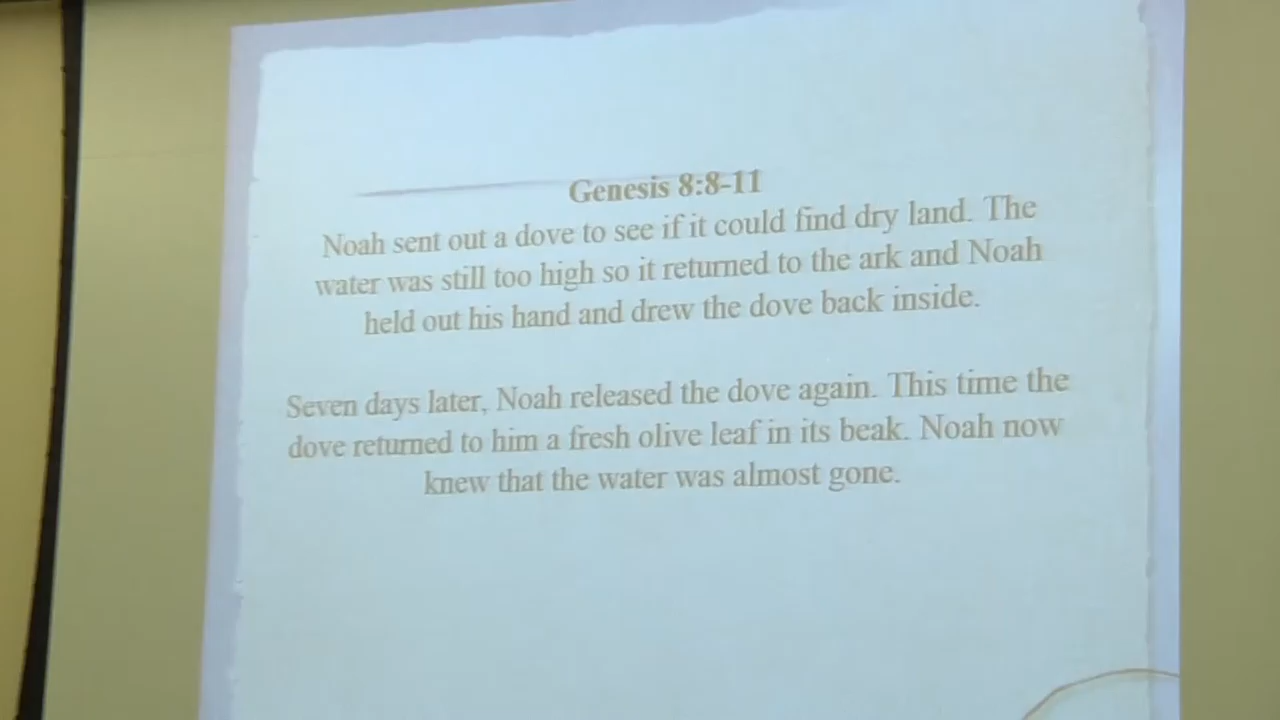 Genesis 8:8-11
Noah sent out a dove to see if it could find dry land. The
water was still too high so it returned to the ark and Noah
held out his hand and drew the dove back inside.
Seven days later, Noah released the dove again. This time the
dove returned to him a fresh olive leaf in its beak. Noah now
knew that the water was almost gone.